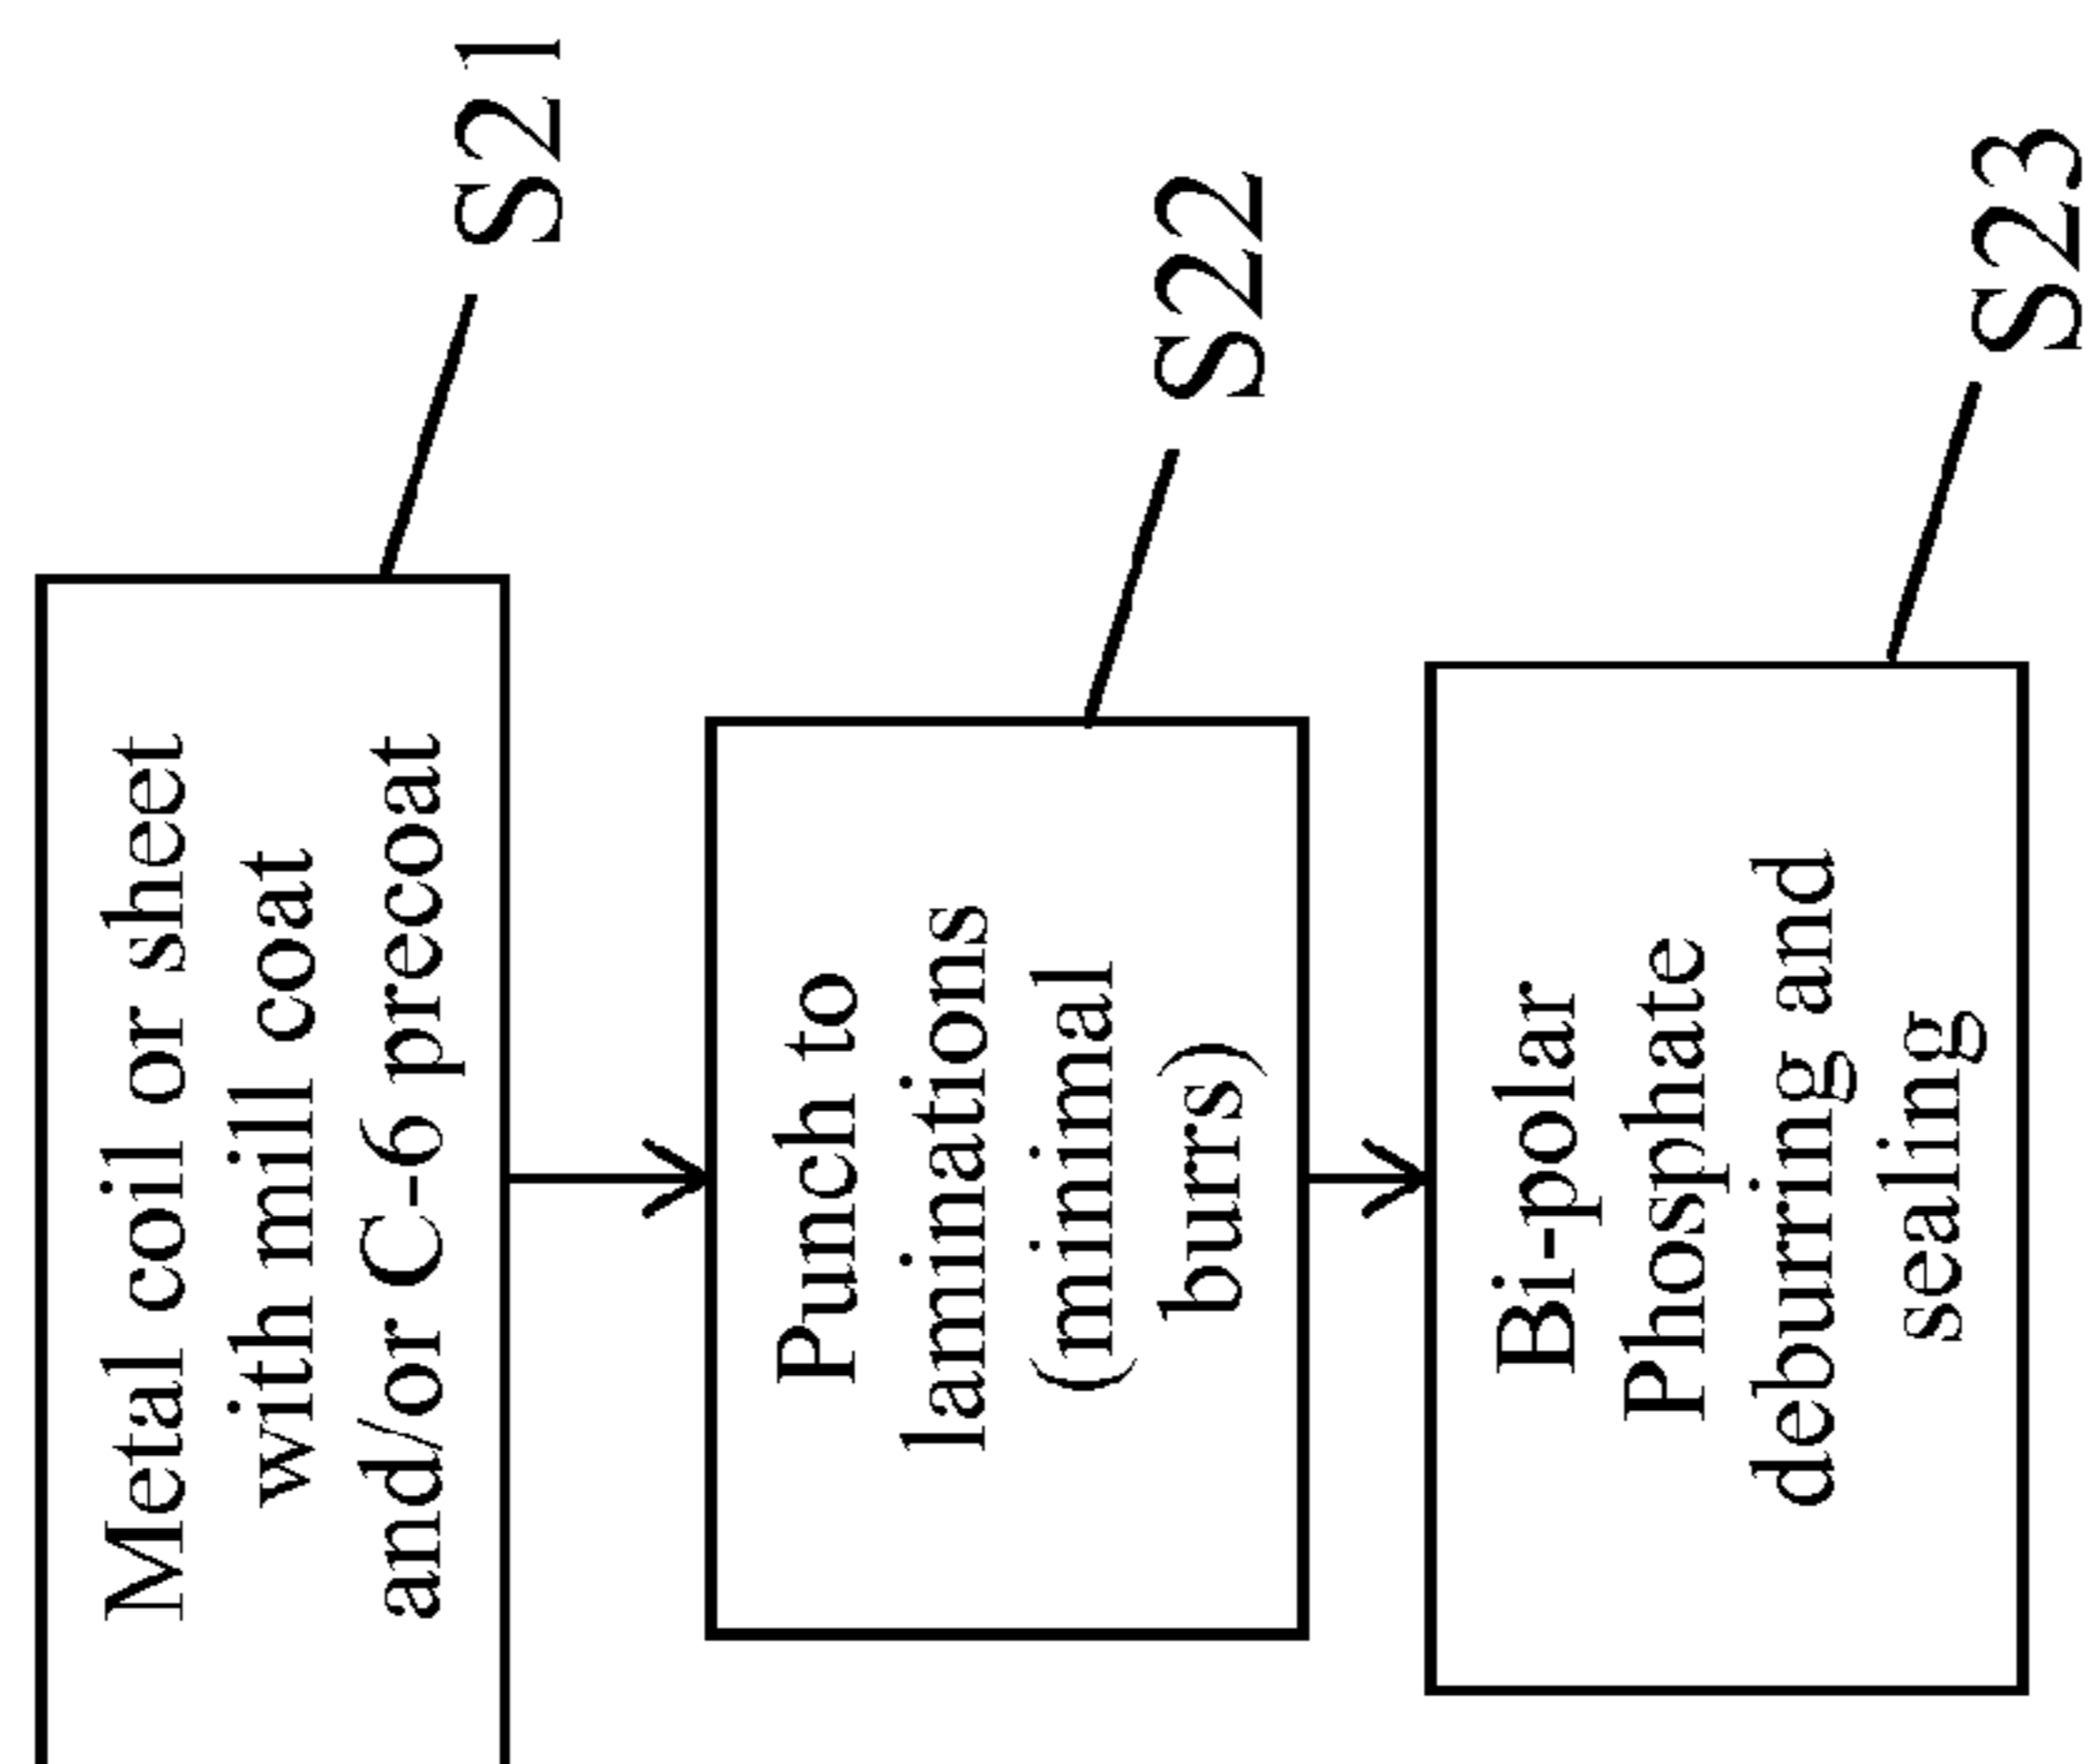 Metal coil or sheet
with mill coat
and/or C-6 precoat
S21
Punch to
laminations
(minimal
burrs)
S22
Bi-polar
Phosphate
deburring and
sealing
S23